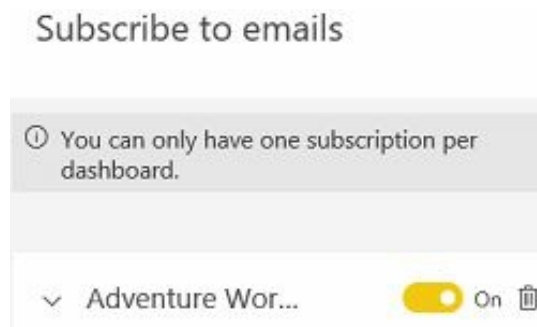 Subscribe to emails
You can only have one subscription per
dashboard.
Adventure Wor...
On